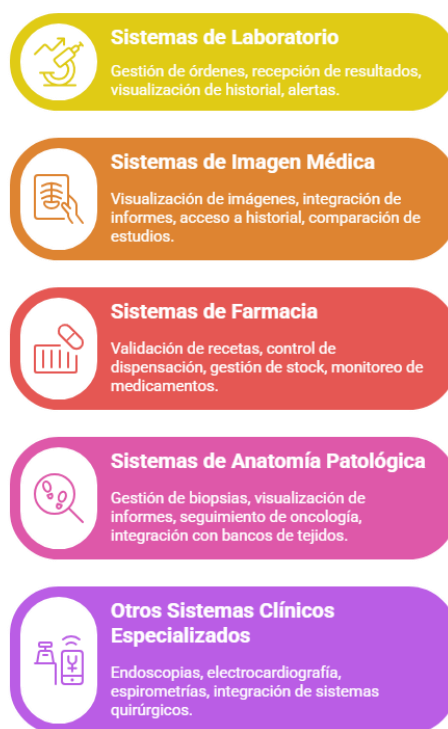 Sistemas de Laboratorio
Gestión de órdenes, recepción de resultados,
visualización de historial, alertas.
Sistemas de Imagen Médica
Visualización de imágenes, integración de
informes, acceso a historial, comparación de
estudios.
Sistemas de Farmacia
Validación de recetas, control de
dispensación, gestión de stock, monitoreo de
medicamentos.
Sistemas de Anatomía Patológica
Gestión de biopsias, visualización de
informes, seguimiento de oncología,
integración con bancos de tejidos.
Otros Sistemas Clínicos
Especializados
Endoscopias, electrocardiografía,
espirometrías, integración de sistemas
quirúrgicos.